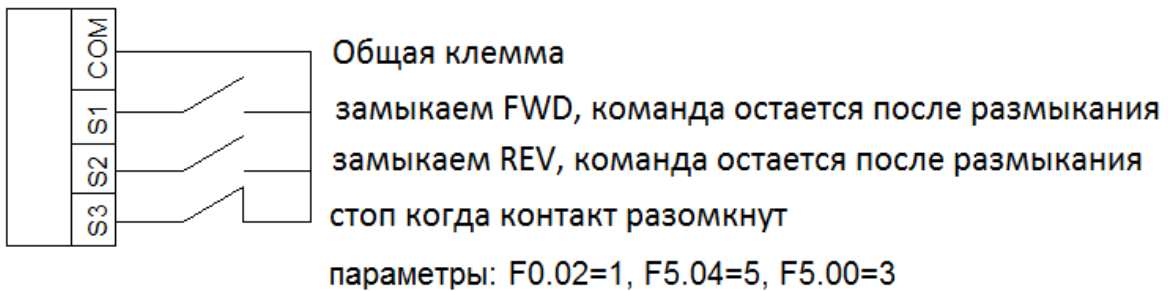 COM
Общая клемма
S1
замыкаем FWD, команда остается после размыкания
S2
замыкаем REV, команда остается после размыкания
S3
стоп когда контакт разомкнут
параметры: F0.02=1, F5.04=5, F5.00=3